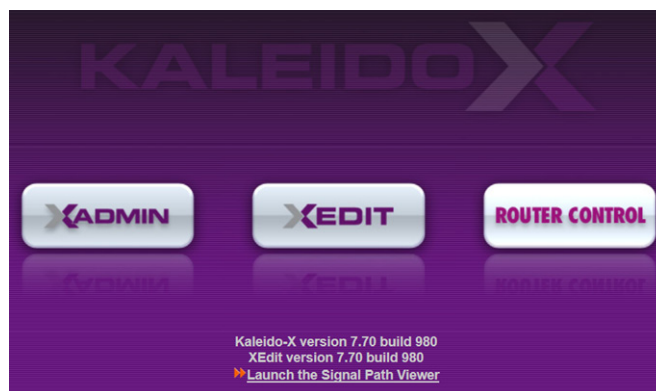 KALEIDOX
XADMIN
XEDIT
ROUTER CONTROL
Kaleido-X version 7.70 build 980
XEdit version 7.70 build 980
Launch the Signal Path Viewer